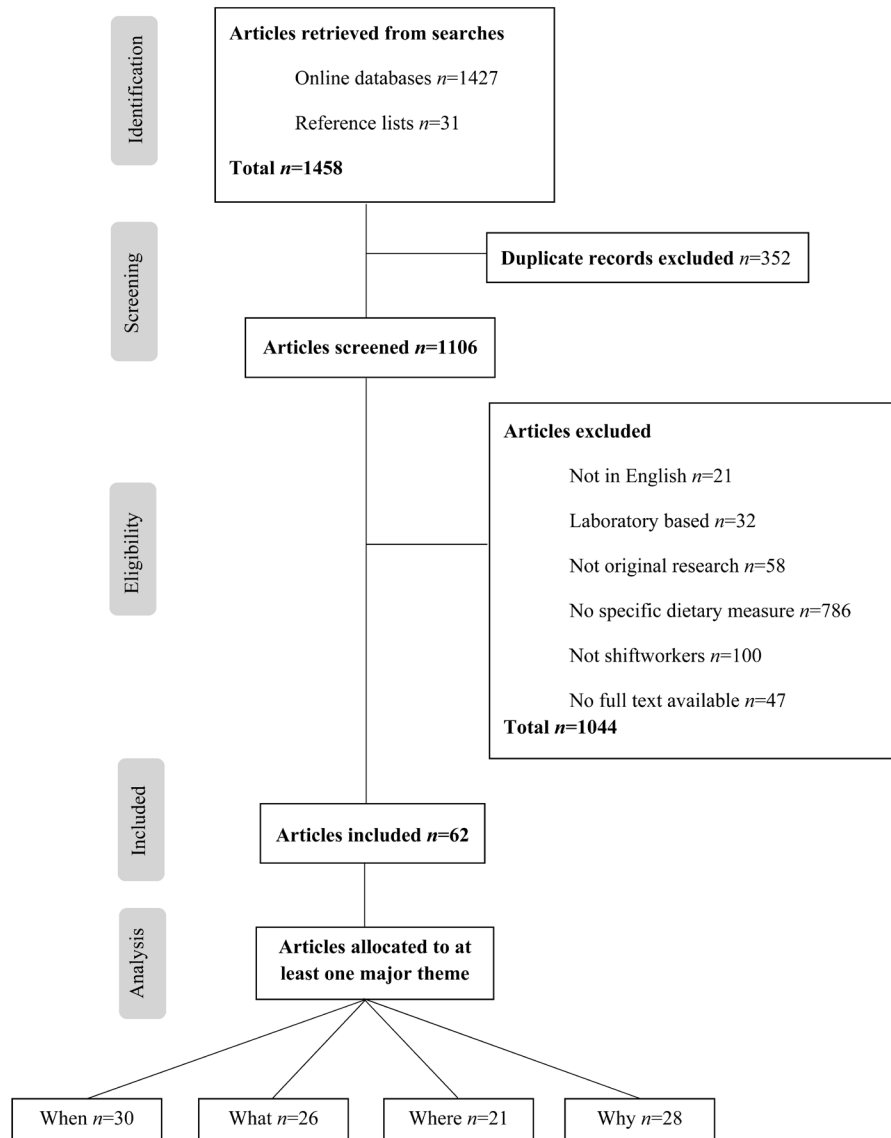 Identification
Articles retrieved from searches
Online databases n=1427
Reference lists n=31
Total n=1458
Screening
Duplicate records excluded n=352
Articles screened n=1106
Eligibility
Articles excluded
Not in English n=21
Laboratory based n=32
Not original research n=58
No specific dietary measure n=786
Not shiftworkers n=100
No full text available n=47
Total n=1044
Included
Articles included n=62
Analysis
Articles allocated to at
least one major theme
When n=30
What n=26
Where n=21
Why n=28